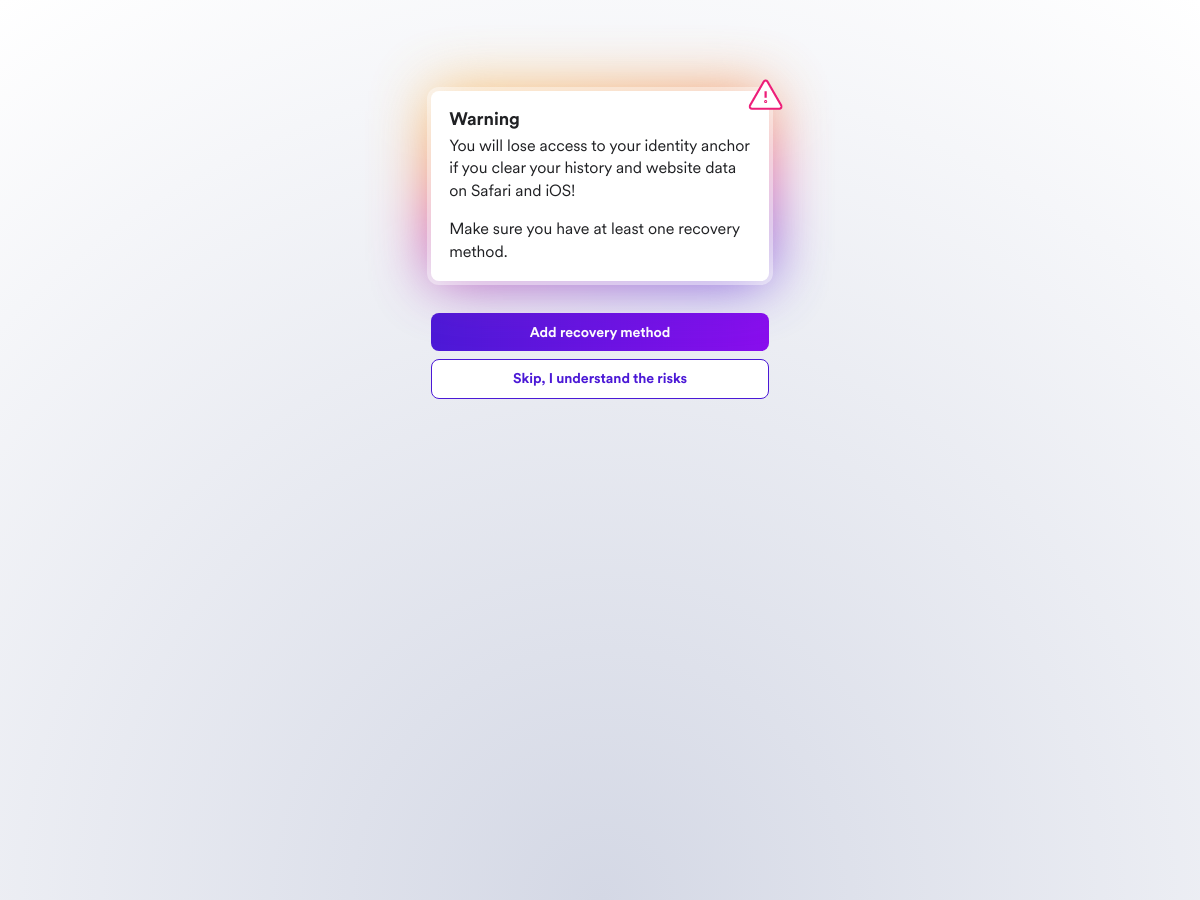 Warning
You will lose access to your identity anchor
if you clear your history and website data
on Safari and iOS!
Make sure you have at least one recovery
method.
Add recovery method
Skip, I understand the risks